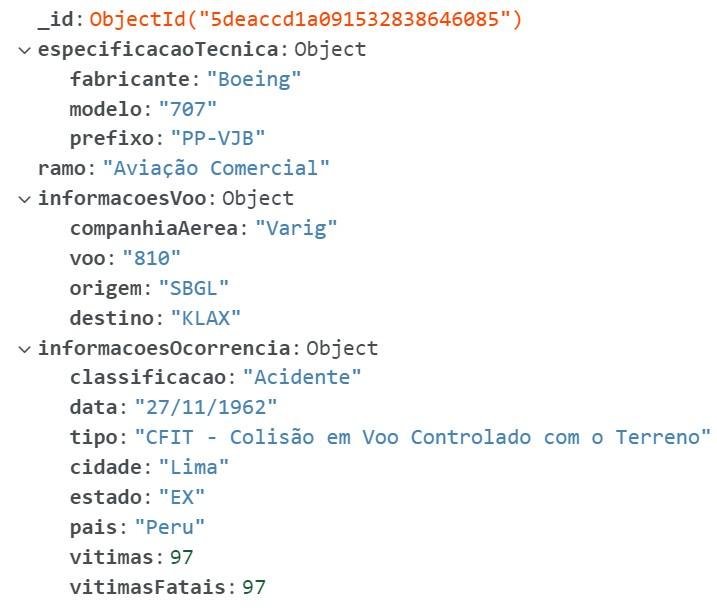 _id: ObjectId("5deaccd1a091532838646085")
especificacaoTecnica: Object
fabricante: "Boeing"
modelo: "707"
prefixo: "PP-VJB"
ramo: "Aviação Comercial"
informacoesVoo: Object
companhiaAerea: "Varig"
voo: "810"
origem: "SBGL"
destino: "KLAX"
informacoesOcorrencia: Object
classificacao: "Acidente"
data: "27/11/1962"
tipo: "CFIT - Colisão em Voo Controlado com o Terreno"
cidade: "Lima"
estado: "EX"
pais: "Peru"
vitimas: 97
vitimasFatais: 97